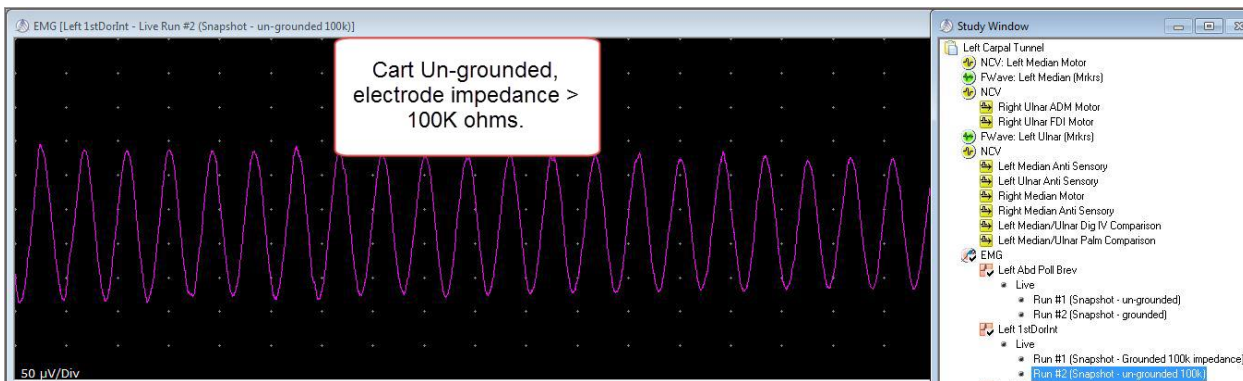 EMG [Left 1stDorInt - Live Run #2 (Snapshot - un-grounded 100k)]
Cart Un-grounded,
electrode impedance >
100K ohms.
50 µV/Div
Study Window
Left Carpal Tunnel
NCV: Left Median Motor
FWave: Left Median (Mrkrs)
NCV
Right Ulnar ADM Motor
Right Ulnar FDI Motor
FWave: Left Ulnar (Mrkrs)
NCV
Left Median Anti Sensory
Left Ulnar Anti Sensory
Right Median Motor
Right Median Anti Sensory
Left Median/Ulnar Dig IV Comparison
Left Median/Ulnar Palm Comparison
EMG
Left Abd Poll Brev
Live
Run #1 (Snapshot - un-grounded)
Run #2 (Snapshot - grounded)
Left 1stDorInt
Live
Run #1 (Snapshot - Grounded 100k impedance)
Run #2 (Snapshot - un-grounded 100k)